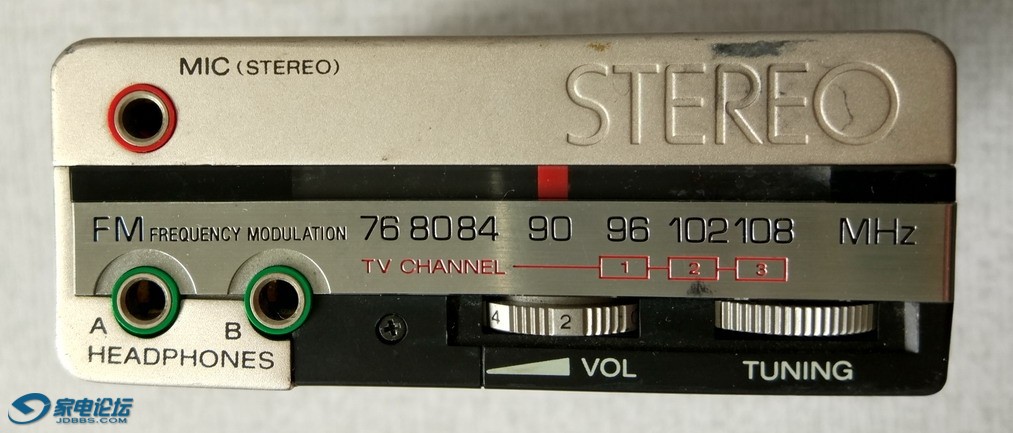 MIC (STEREO)
STEREO
FM FREQUENCY MODULATION 76 80 84 90 96 102 108 MHz
TV CHANNEL 1 2 3
A B
HEADPHONES
4 2
VOL TUNING
家电论坛
JDBBS.COM